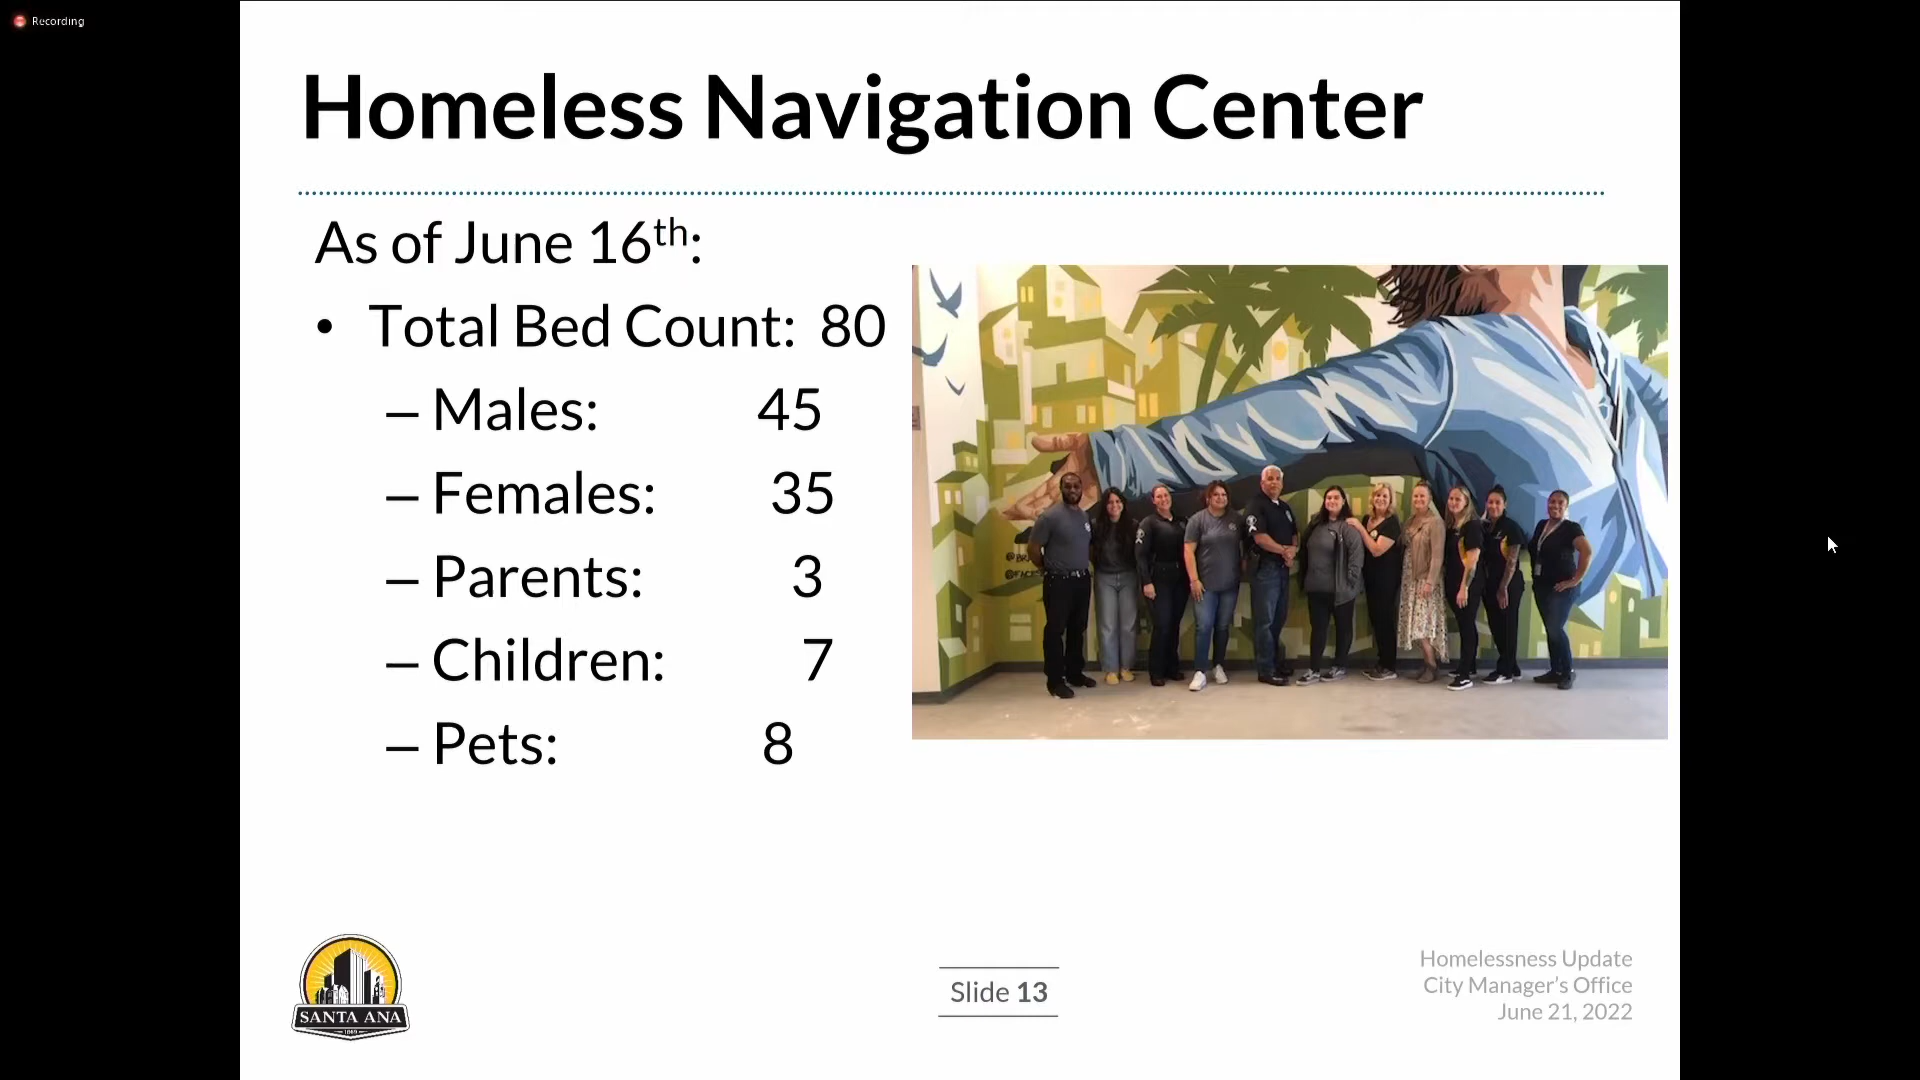 Recording
Homeless Navigation Center
As of June 16th:
• Total Bed Count: 80
– Males: 45
– Females: 35
– Parents: 3
– Children: 7
– Pets: 8
SANTA ANA
1869
Slide 13
Homelessness Update
City Manager's Office
June 21, 2022